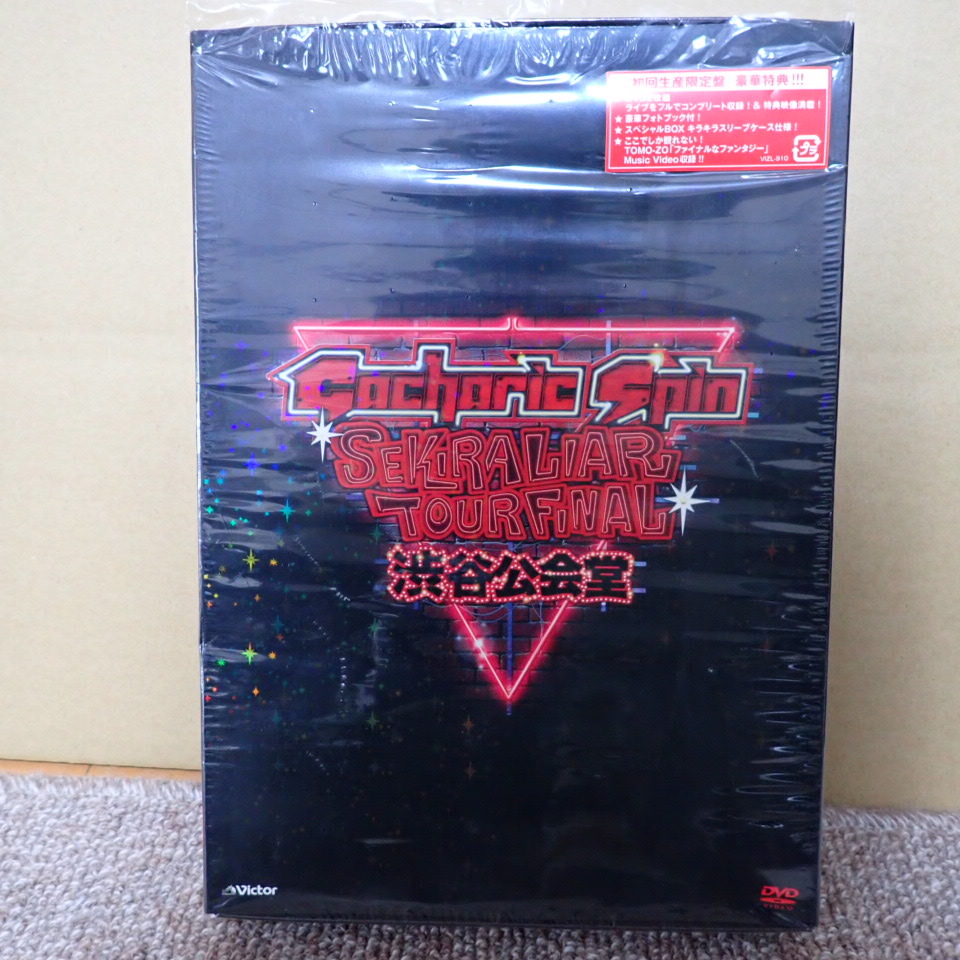 初回生産限定盤 豪華特典!!!
ライブをフルでコンプリート収録!& 特典映像満載!
★豪華フォトブック付!
★スペシャルBOX キラキラスリーブケース仕様!
★ここでしか観れない!
TOMO-ZO「ファイナルなファンタジー」
Music Video収録!!
VIZL-910
プラ
Gacharic Spin
SEKIRALIAR
TOUR FINAL
渋谷公会堂
Victor
DVD
VIDEO